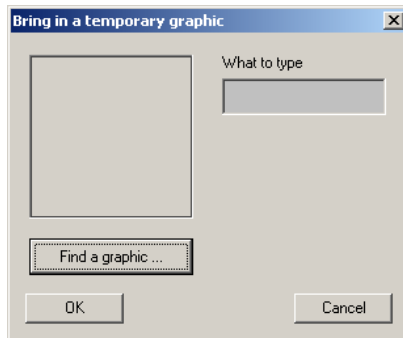 Bring in a temporary graphic
What to type
Find a graphic ...
OK
Cancel